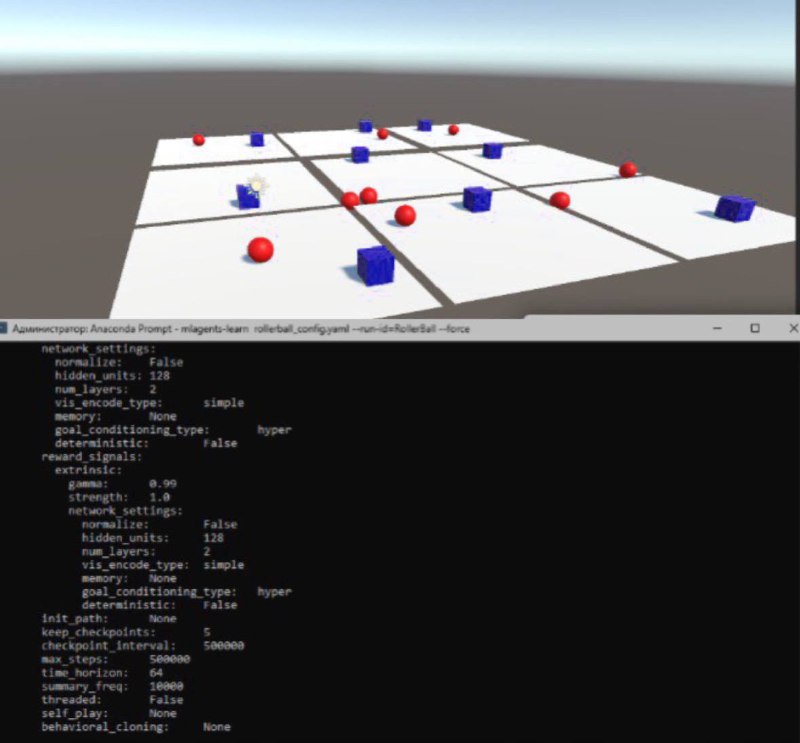 Администратор: Anaconda Prompt - mlagents-learn rollerball_config.yaml --run-id=RollerBall --force
network_settings:
normalize: False
hidden_units: 128
num_layers: 2
vis_encode_type: simple
memory: None
goal_conditioning_type: hyper
deterministic: False
reward_signals:
extrinsic:
gamma: 0.99
strength: 1.0
network_settings:
normalize: False
hidden_units: 128
num_layers: 2
vis_encode_type: simple
memory: None
goal_conditioning_type: hyper
deterministic: False
init_path: None
keep_checkpoints: 5
checkpoint_interval: 500000
max_steps: 500000
time_horizon: 64
summary_freq: 10000
threaded: False
self_play: None
behavioral_cloning: None